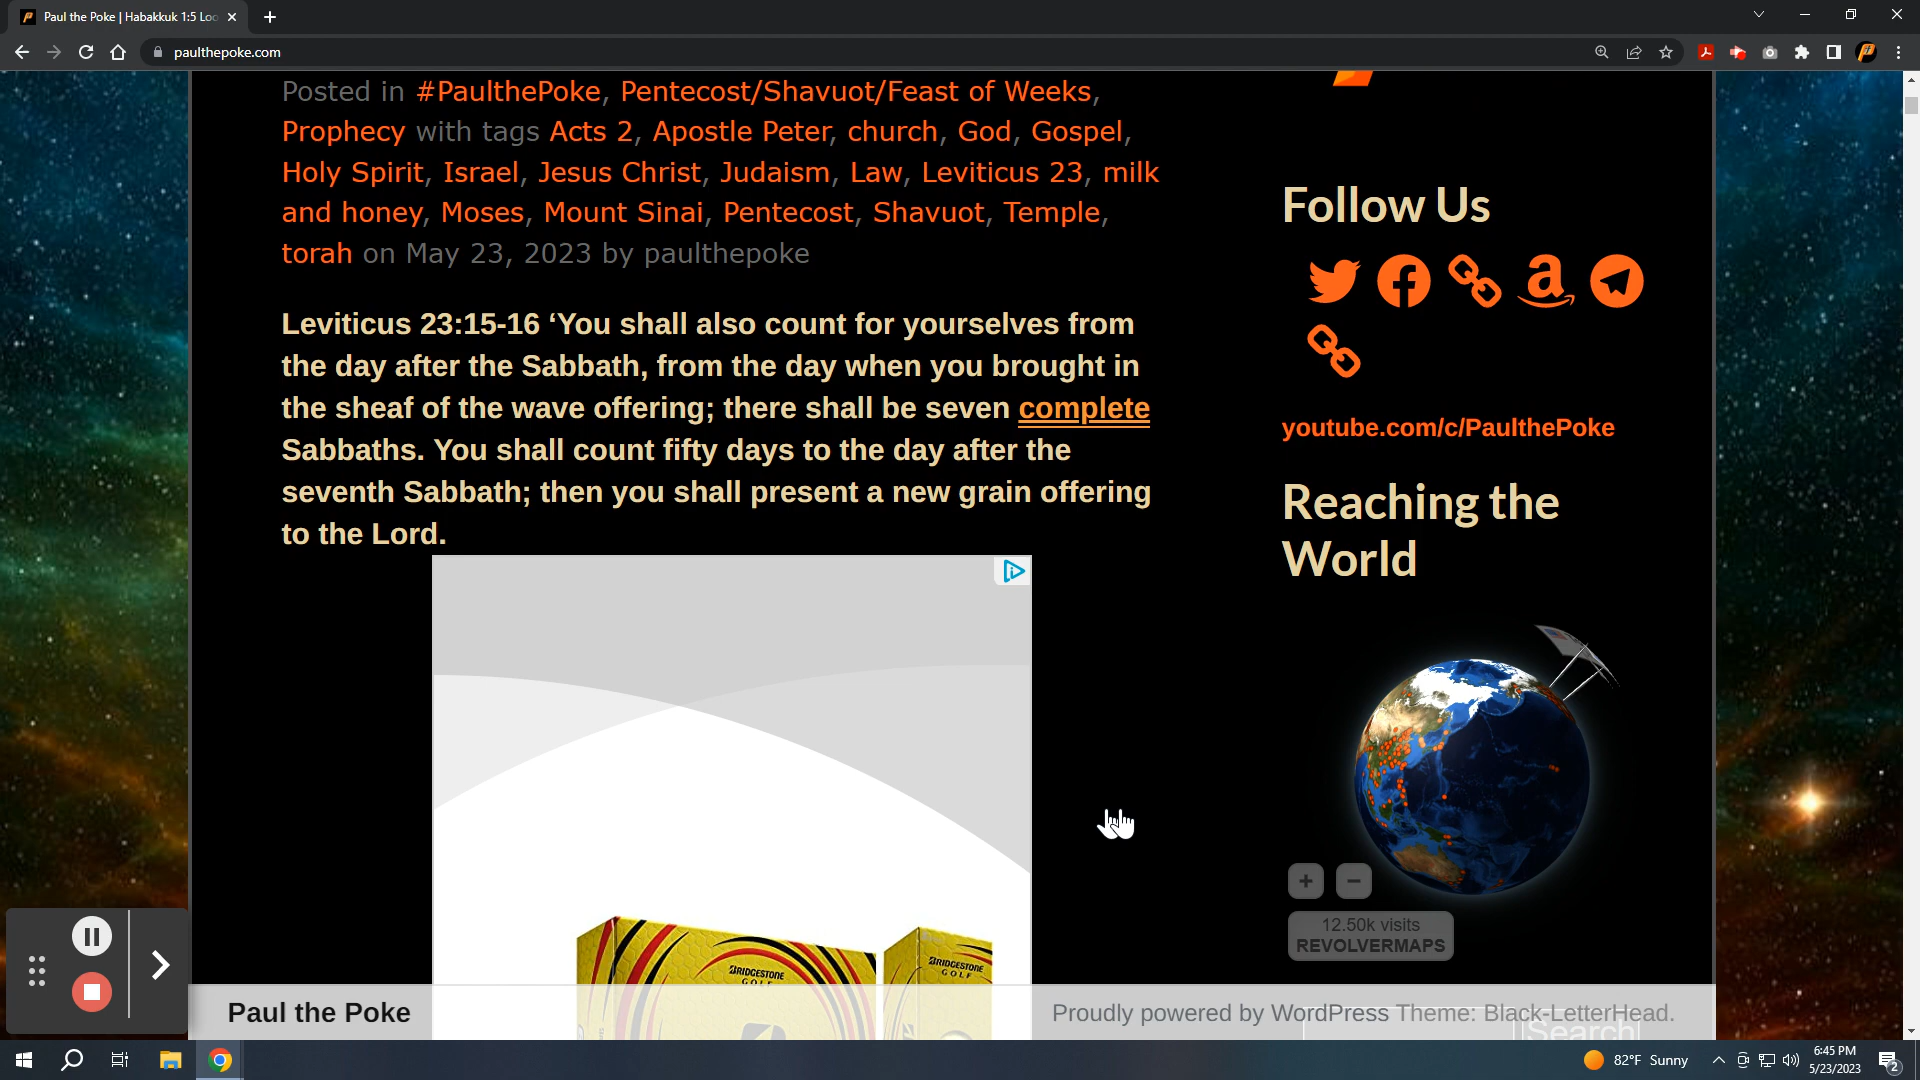 Paul the Poke | Habakkuk 1:5 Loo
paulthepoke.com
Posted in #PaulthePoke, Pentecost/Shavuot/Feast of Weeks,
Prophecy with tags Acts 2, Apostle Peter, church, God, Gospel,
Holy Spirit, Israel, Jesus Christ, Judaism, Law, Leviticus 23, milk
and honey, Moses, Mount Sinai, Pentecost, Shavuot, Temple,
torah on May 23, 2023 by paulthepoke
Leviticus 23:15-16 ‘You shall also count for yourselves from
the day after the Sabbath, from the day when you brought in
the sheaf of the wave offering; there shall be seven complete
Sabbaths. You shall count fifty days to the day after the
seventh Sabbath; then you shall present a new grain offering
to the Lord.
BRIDGESTONE
GOLF
BRIDGESTONE
GOLF
Follow Us
youtube.com/c/PaulthePoke
Reaching the
World
+ −
12.50k visits
REVOLVERMAPS
Search
Paul the Poke
Proudly powered by WordPress Theme: Black-LetterHead.
82°F Sunny
6:45 PM
5/23/2023
2